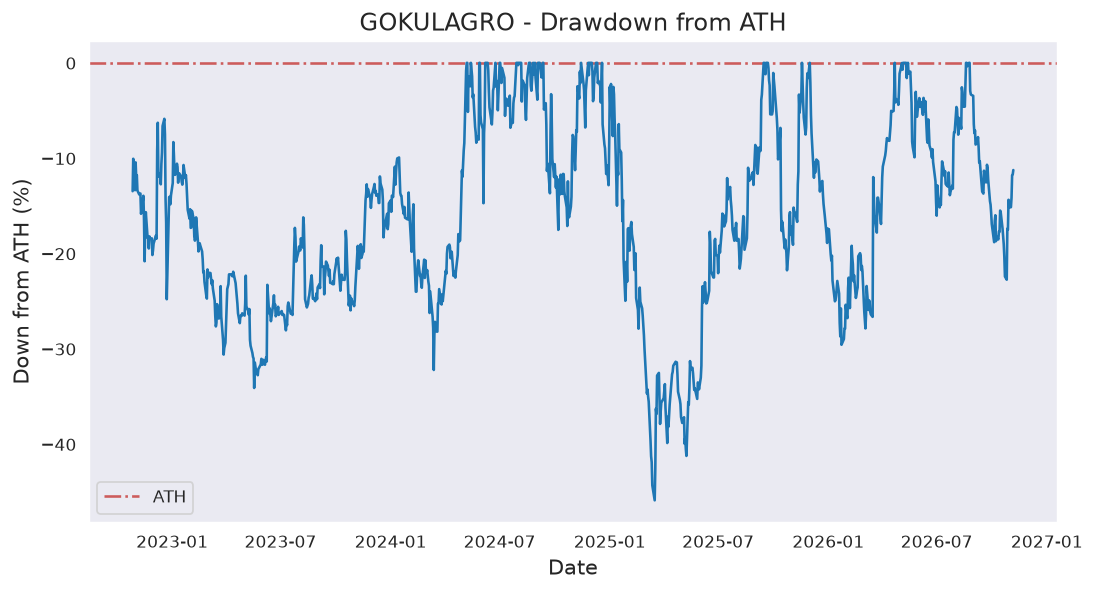 GOKULAGRO - Drawdown from ATH
Down from ATH (%)
0
−10
−20
−30
−40
ATH
2023-01 2023-07 2024-01 2024-07 2025-01 2025-07 2026-01 2026-07 2027-01
Date